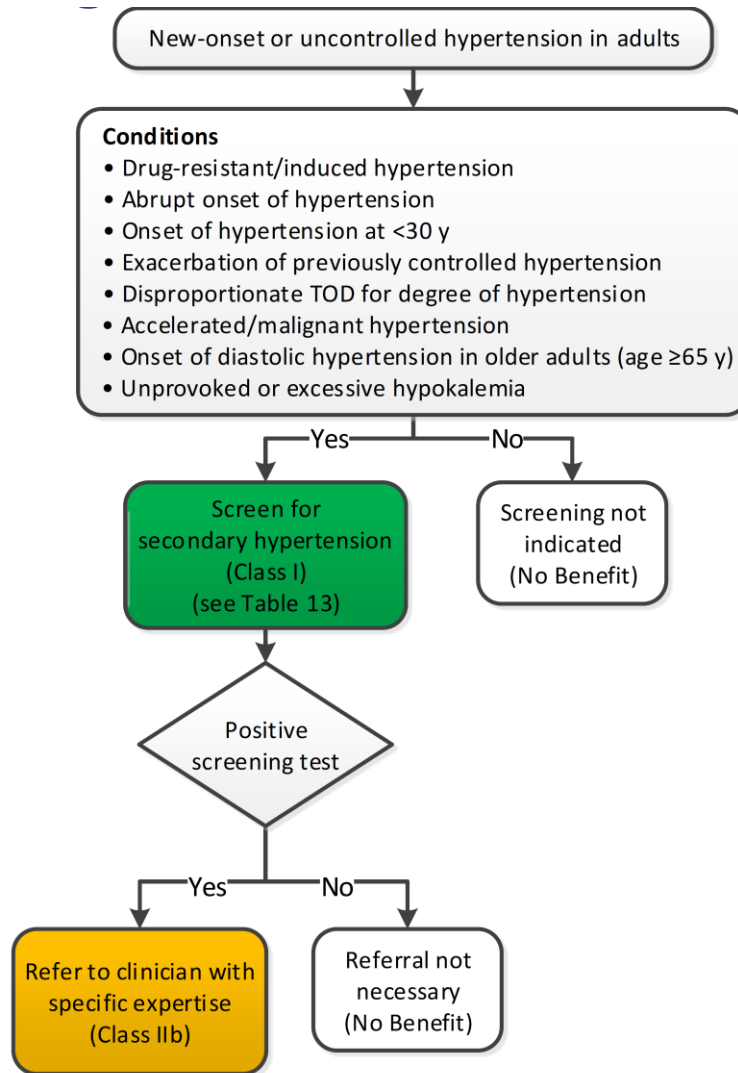 New-onset or uncontrolled hypertension in adults
Conditions
• Drug-resistant/induced hypertension
• Abrupt onset of hypertension
• Onset of hypertension at <30 y
• Exacerbation of previously controlled hypertension
• Disproportionate TOD for degree of hypertension
• Accelerated/malignant hypertension
• Onset of diastolic hypertension in older adults (age ≥65 y)
• Unprovoked or excessive hypokalemia
Yes
No
Screen for
secondary hypertension
(Class I)
(see Table 13)
Screening not
indicated
(No Benefit)
Positive
screening test
Yes
No
Refer to clinician with
specific expertise
(Class IIb)
Referral not
necessary
(No Benefit)